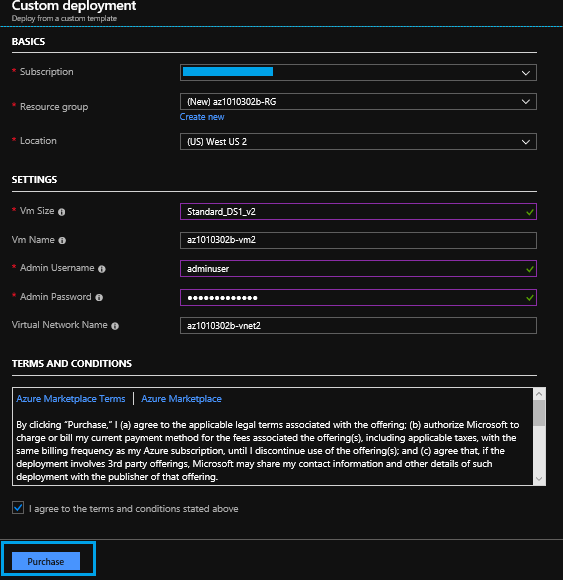 Custom deployment
Deploy from a custom template
BASICS
* Subscription
* Resource group
(New) az1010302b-RG
Create new
* Location
(US) West US 2
SETTINGS
* Vm Size
Standard_DS1_v2
Vm Name
az1010302b-vm2
* Admin Username
adminuser
* Admin Password
●●●●●●●●●●●●●
Virtual Network Name
az1010302b-vnet2
TERMS AND CONDITIONS
Azure Marketplace Terms | Azure Marketplace
By clicking "Purchase," I (a) agree to the applicable legal terms associated with the offering; (b) authorize Microsoft to
charge or bill my current payment method for the fees associated the offering(s), including applicable taxes, with the
same billing frequency as my Azure subscription, until I discontinue use of the offering(s); and (c) agree that, if the
deployment involves 3rd party offerings, Microsoft may share my contact information and other details of such
deployment with the publisher of that offering.
I agree to the terms and conditions stated above
Purchase